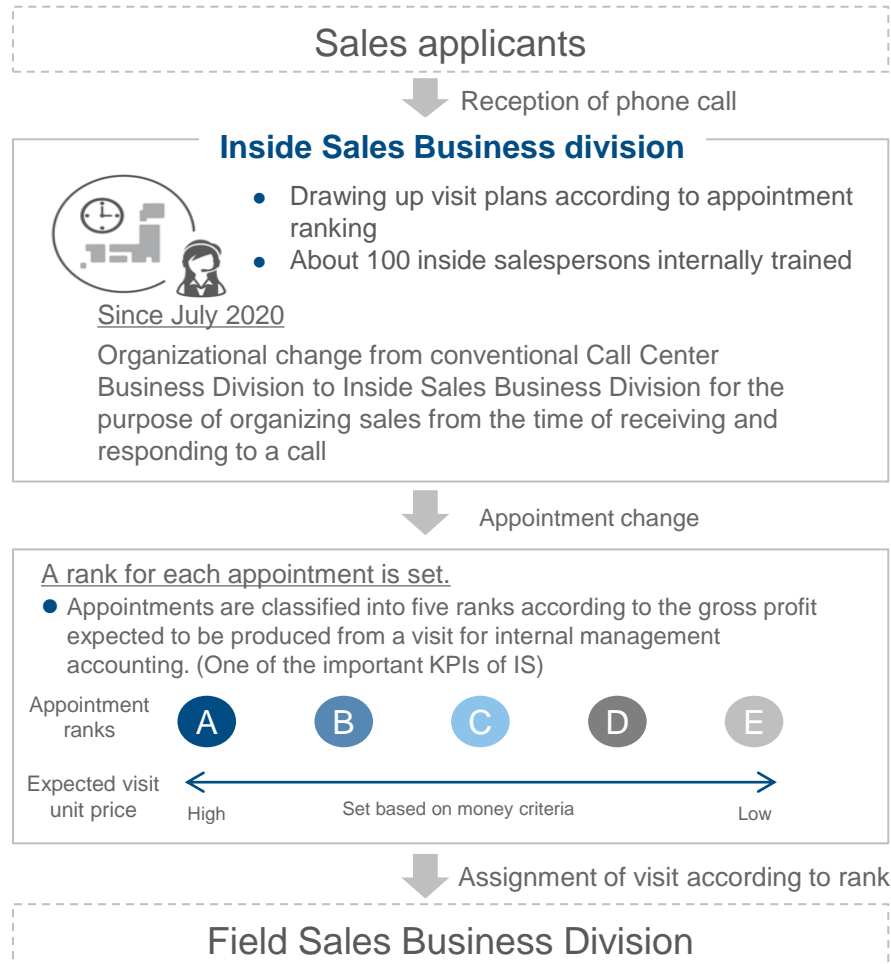 Sales applicants
Reception of phone call
Inside Sales Business division
● Drawing up visit plans according to appointment
ranking
● About 100 inside salespersons internally trained
Since July 2020
Organizational change from conventional Call Center
Business Division to Inside Sales Business Division for the
purpose of organizing sales from the time of receiving and
responding to a call
Appointment change
A rank for each appointment is set.
● Appointments are classified into five ranks according to the gross profit
expected to be produced from a visit for internal management
accounting. (One of the important KPIs of IS)
Appointment
ranks
A B C D E
Expected visit
unit price
High Set based on money criteria Low
Assignment of visit according to rank
Field Sales Business Division